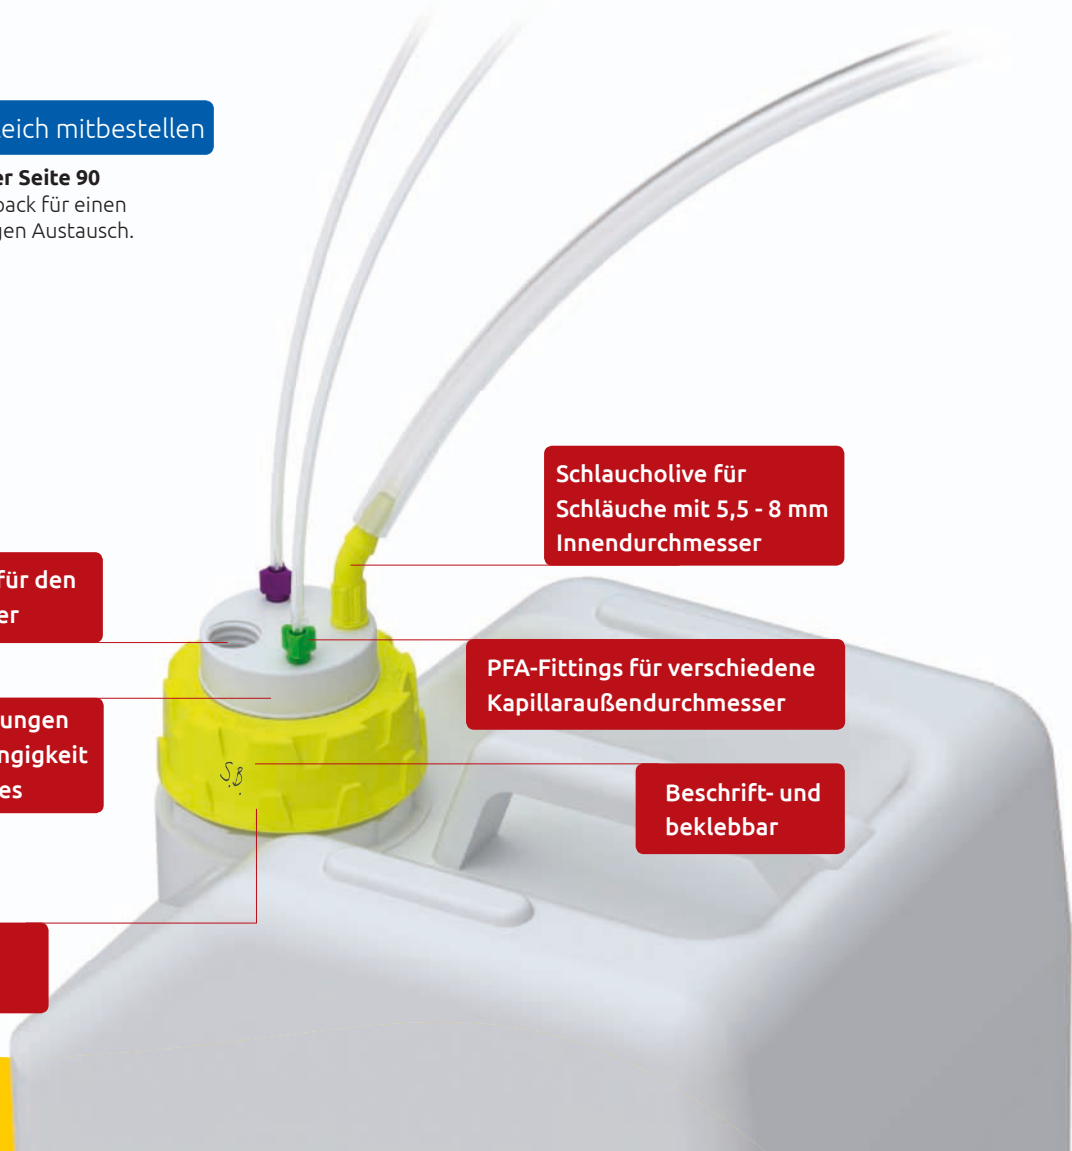 eich mitbestellen
er Seite 90
pack für einen
gen Austausch.
Schlaucholive für
Schläuche mit 5,5 - 8 mm
Innendurchmesser
für den
er
PFA-Fittings für verschiedene
Kapillaraußendurchmesser
ungen
ngigkeit
es
S.B.
Beschrift- und
beklebbar